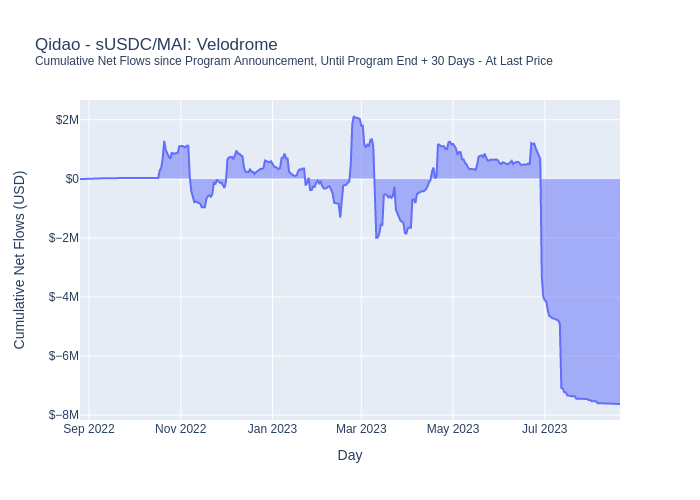 Qidao - sUSDC/MAI: Velodrome
Cumulative Net Flows since Program Announcement, Until Program End + 30 Days - At Last Price
Cumulative Net Flows (USD)
$2M
$0
$−2M
$−4M
$−6M
$−8M
Sep 2022 Nov 2022 Jan 2023 Mar 2023 May 2023 Jul 2023
Day